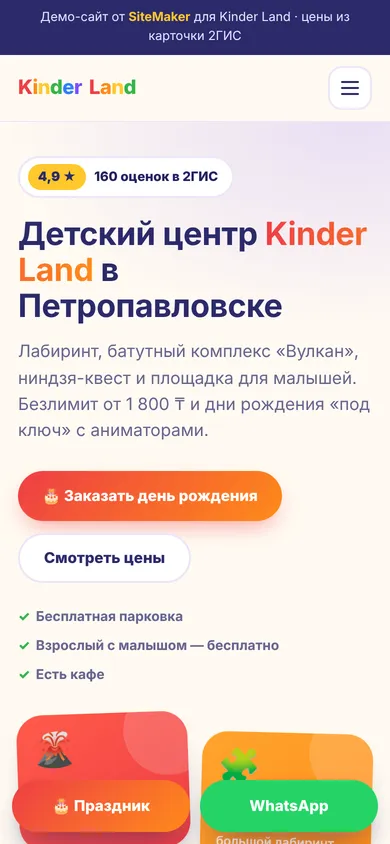 Демо-сайт от SiteMaker для Kinder Land · цены из
карточки 2ГИС
Kinder Land
4,9 ★ 160 оценок в 2ГИС
Детский центр Kinder
Land в
Петропавловске
Лабиринт, батутный комплекс «Вулкан»,
ниндзя-квест и площадка для малышей.
Безлимит от 1 800 ₸ и дни рождения «под
ключ» с аниматорами.
🎂 Заказать день рождения
Смотреть цены
✓ Бесплатная парковка
✓ Взрослый с малышом — бесплатно
✓ Есть кафе
🎂 Праздник
WhatsApp
большой лабиринт